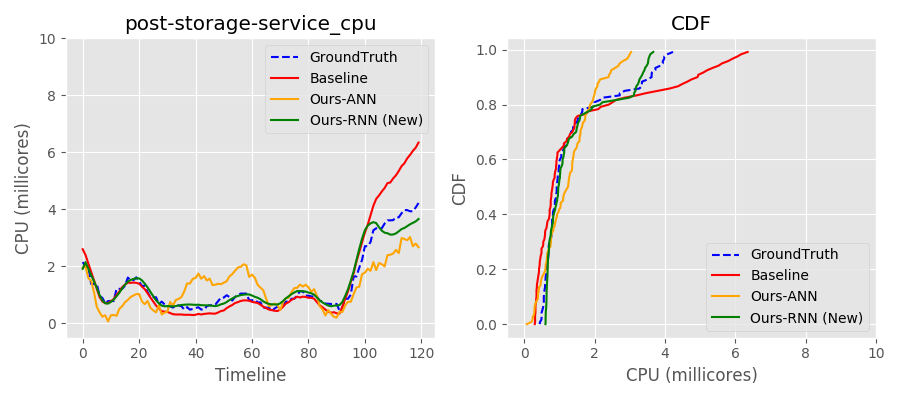 post-storage-service_cpu
CPU (millicores)
10
8
6
4
2
0
GroundTruth
Baseline
Ours-ANN
Ours-RNN (New)
0 20 40 60 80 100 120
Timeline
CDF
CDF
1.0
0.8
0.6
0.4
0.2
0.0
GroundTruth
Baseline
Ours-ANN
Ours-RNN (New)
0 2 4 6 8 10
CPU (millicores)